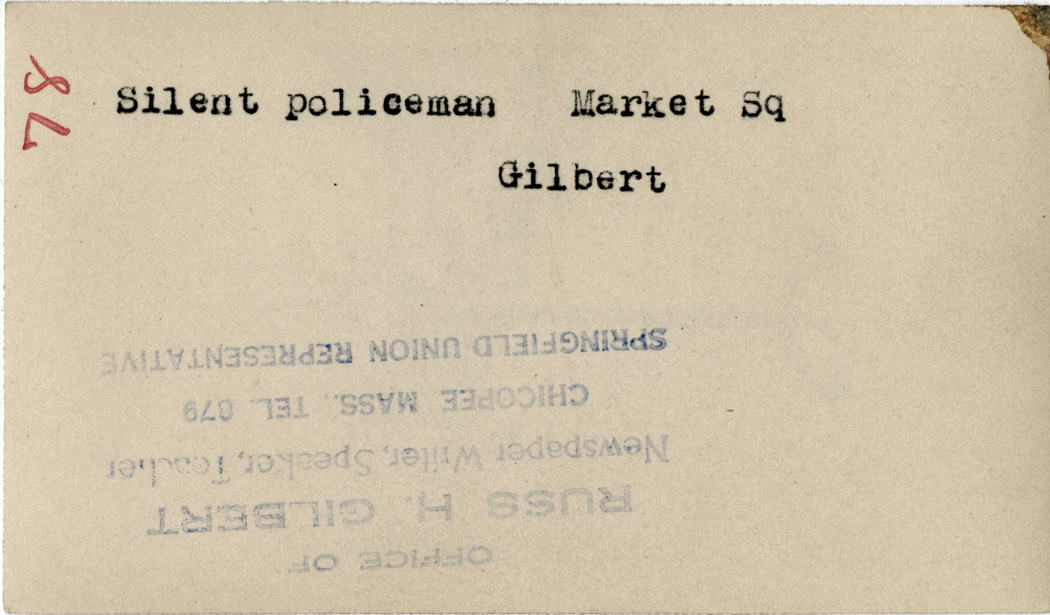 78
Silent policeman Market Sq
Gilbert
OFFICE OF
RUSS H. GILBERT
Newspaper Writer, Speaker, Teacher
CHICOPEE MASS., TEL. 879
SPRINGFIELD UNION REPRESENTATIVE